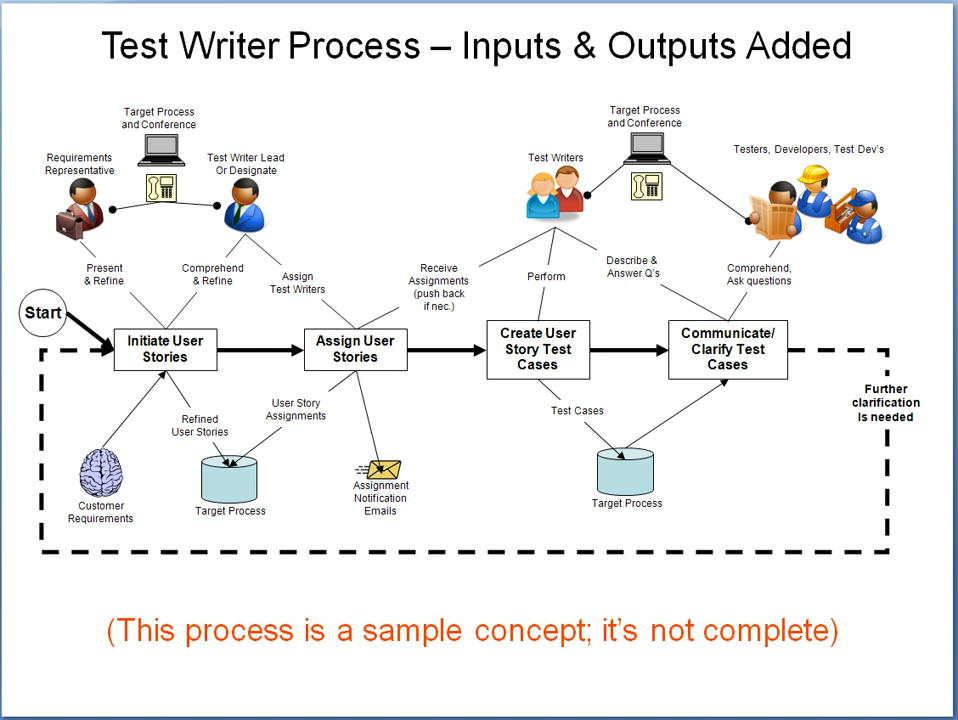 Test Writer Process – Inputs & Outputs Added
Target Process
and Conference
Requirements
Representative
Test Writer Lead
Or Designate
Target Process
and Conference
Test Writers
Testers, Developers, Test Dev's
Present
& Refine
Comprehend
& Refine
Assign
Test Writers
Receive
Assignments
(push back
if nec.)
Perform
Describe &
Answer Q's
Comprehend,
Ask questions
Start
Initiate User
Stories
Assign User
Stories
Create User
Story Test
Cases
Communicate/
Clarify Test
Cases
Further
clarification
Is needed
Refined
User Stories
User Story
Assignments
Test Cases
Customer
Requirements
Target Process
Assignment
Notification
Emails
Target Process
(This process is a sample concept; it's not complete)